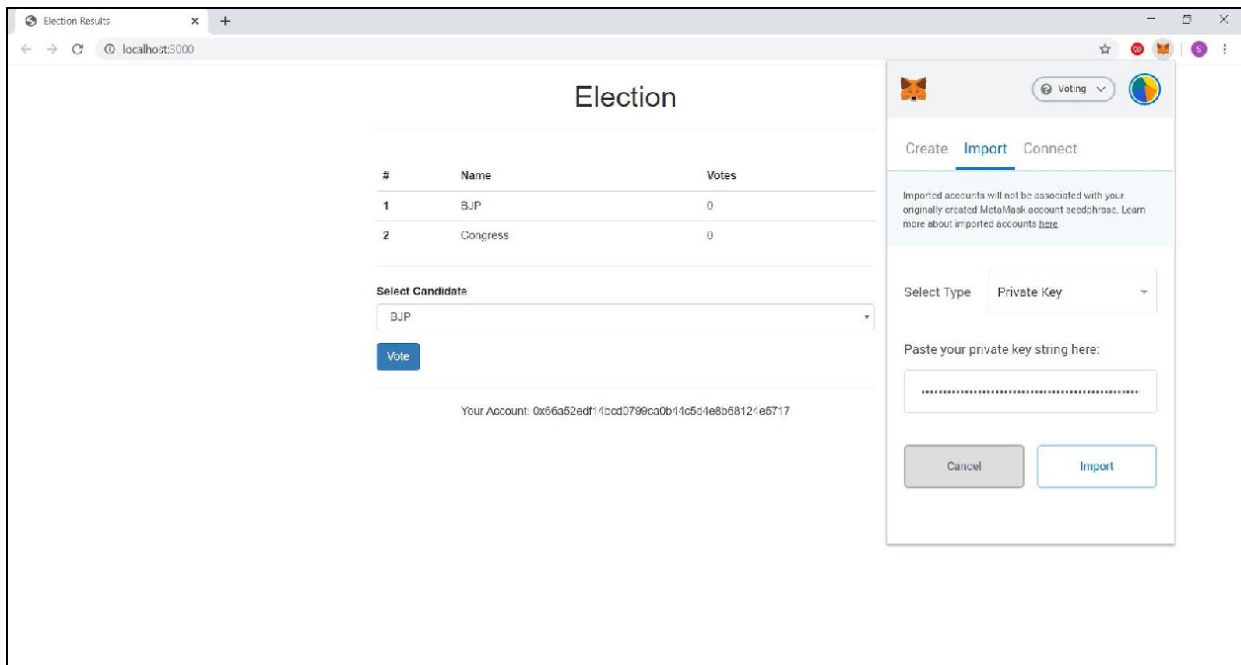 Election Results
localhost:3000
S
Election
Voting
Create Import Connect
# Name Votes
Imported accounts will not be associated with your
originally created MetaMask account seedphrase. Learn
more about imported accounts here
1 BJP 0
2 Congress 0
Select Candidate
BJP
Select Type Private Key
Vote
Paste your private key string here:
Your Account:
Cancel Import